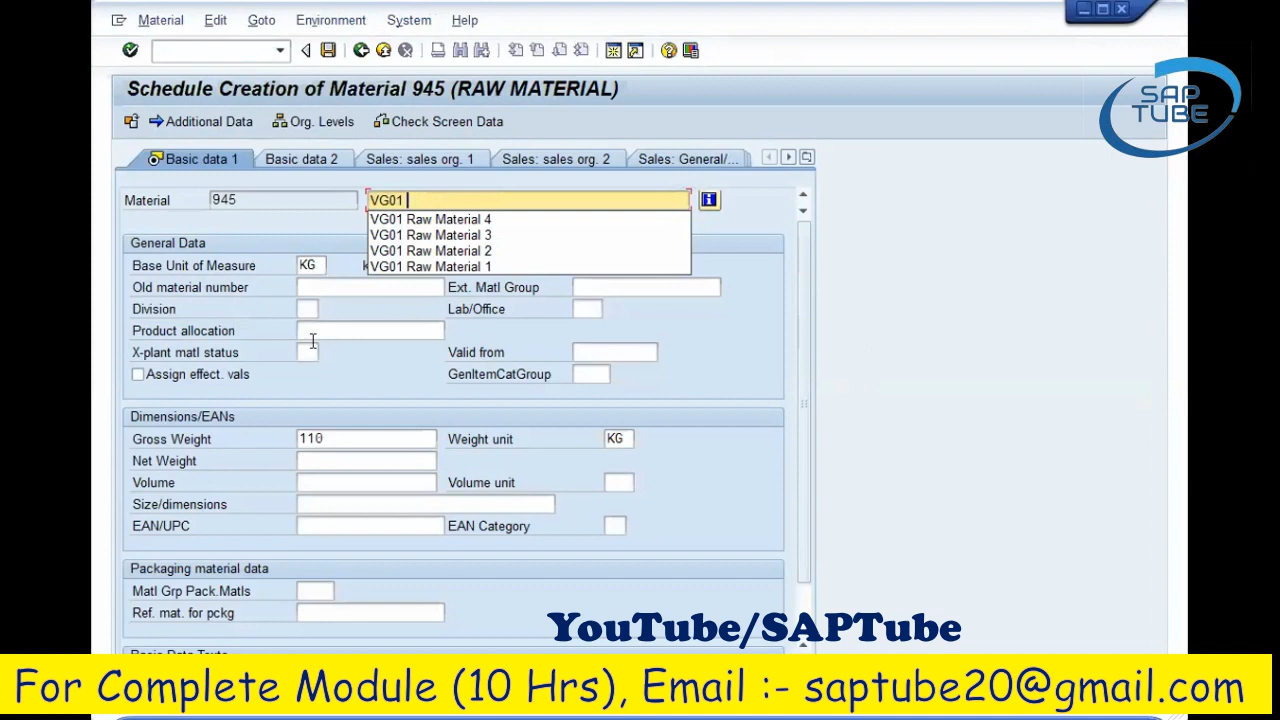 Material Edit Goto Environment System Help
Schedule Creation of Material 945 (RAW MATERIAL)
SAP
TUBE
Additional Data Org. Levels Check Screen Data
Basic data 1 Basic data 2 Sales: sales org. 1 Sales: sales org. 2 Sales: General/...
Material 945 VG01
VG01 Raw Material 4
VG01 Raw Material 3
VG01 Raw Material 2
VG01 Raw Material 1
General Data
Base Unit of Measure KG
Old material number Ext. Matl Group
Division Lab/Office
Product allocation
X-plant matl status Valid from
Assign effect. vals GenItemCatGroup
Dimensions/EANs
Gross Weight 110 Weight unit KG
Net Weight
Volume Volume unit
Size/dimensions
EAN/UPC EAN Category
Packaging material data
Matl Grp Pack.Matls
Ref. mat. for pckg
YouTube/SAPTube
For Complete Module (10 Hrs), Email :- saptube20@gmail.com